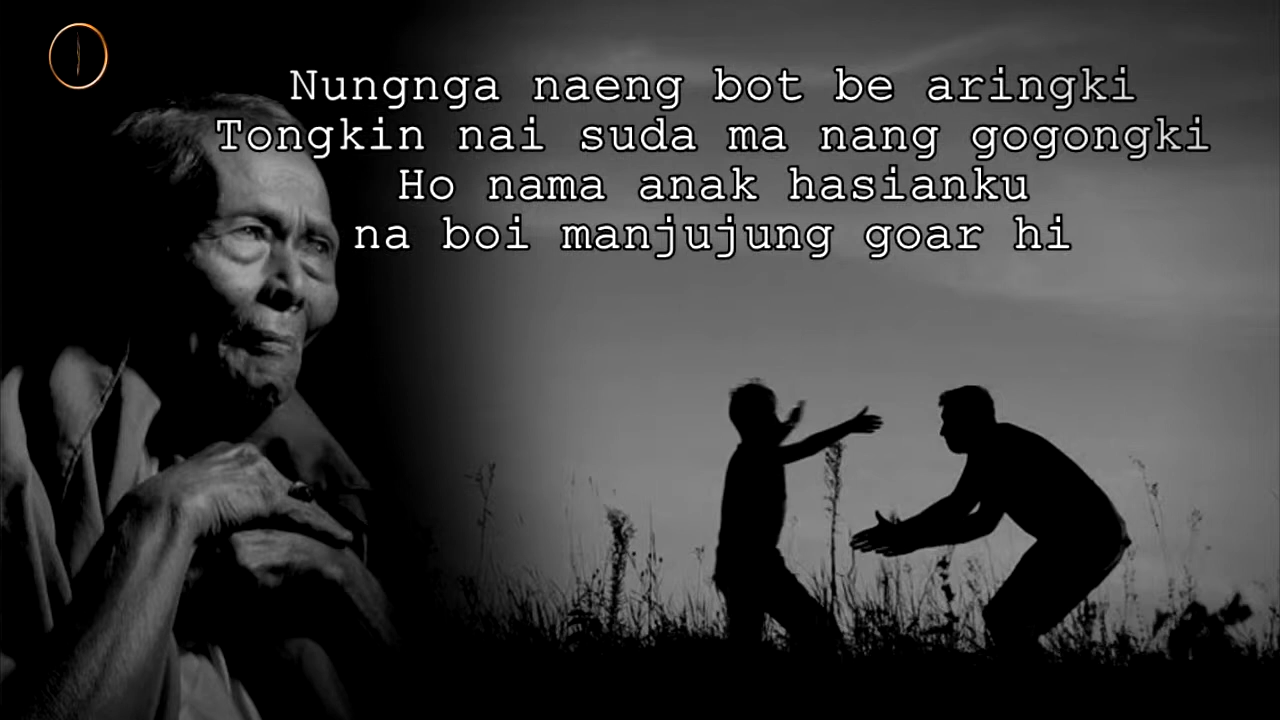 Nungnga naeng bot be aringki
Tongkin nai suda ma nang gogongki
Ho nama anak hasianku
na boi manjujung goar hi